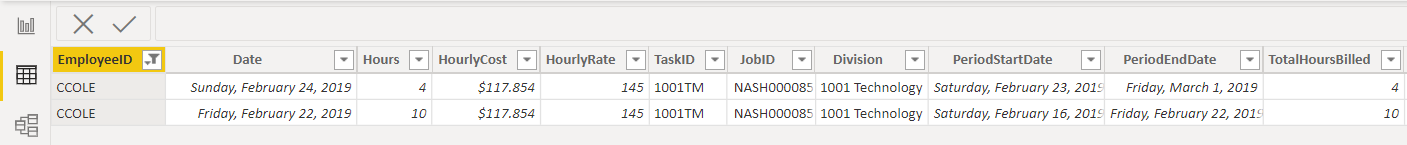 EmployeeID Date Hours HourlyCost HourlyRate TaskID JobID Division PeriodStartDate PeriodEndDate TotalHoursBilled
CCOLE Sunday, February 24, 2019 4 $117.854 145 1001TM NASH000085 1001 Technology Saturday, February 23, 2019 Friday, March 1, 2019 4
CCOLE Friday, February 22, 2019 10 $117.854 145 1001TM NASH000085 1001 Technology Saturday, February 16, 2019 Friday, February 22, 2019 10